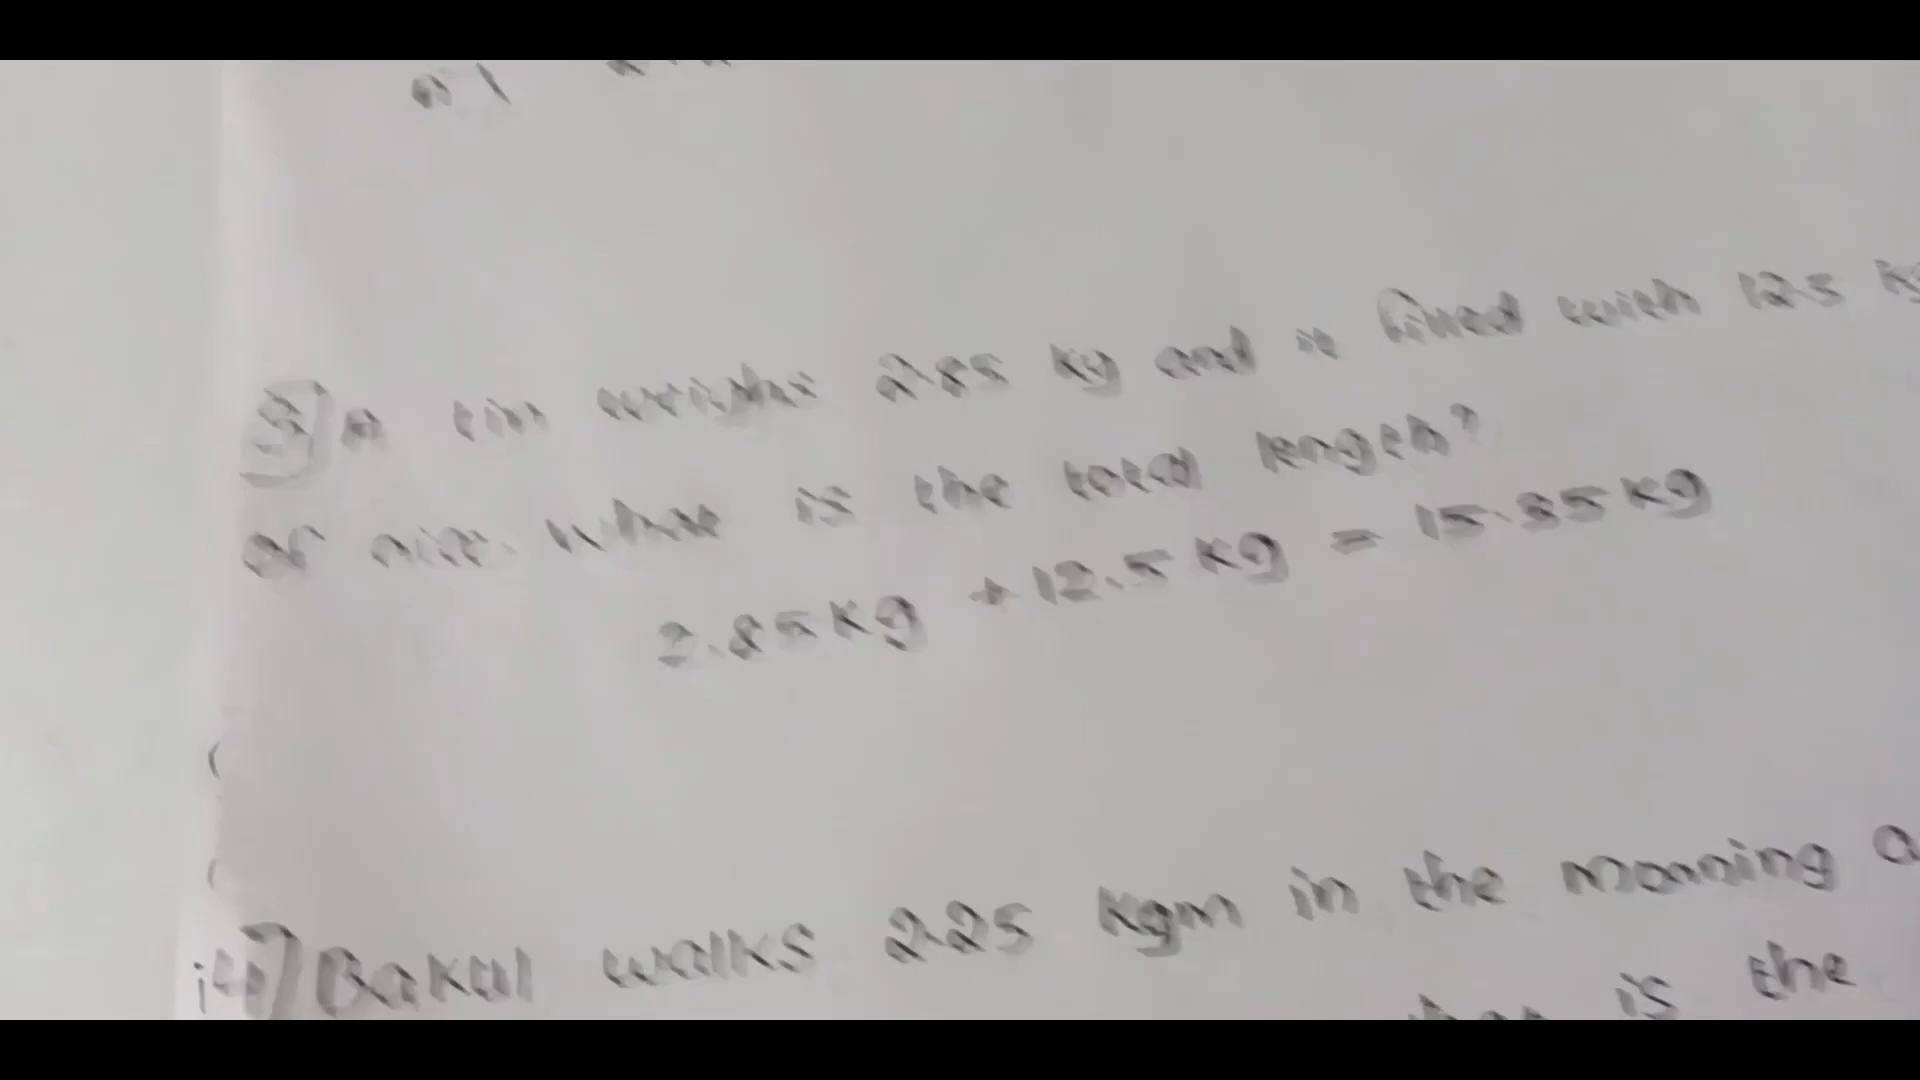 3] A tin weighs 2.85 kg and is filled with 12.5 kg
of rice. What is the total length?
2.85 Kg + 12.5 Kg = 15.35 Kg
4] Bakul walks 2.25 Kgm in the morning
is the